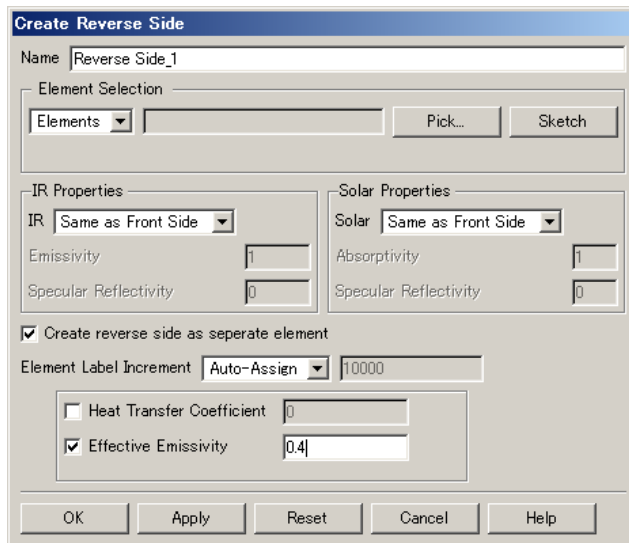 Create Reverse Side
Name Reverse Side_1
Element Selection
Elements Pick... Sketch
IR Properties Solar Properties
IR Same as Front Side Solar Same as Front Side
Emissivity 1 Absorptivity 1
Specular Reflectivity 0 Specular Reflectivity 0
Create reverse side as seperate element
Element Label Increment Auto-Assign 10000
Heat Transfer Coefficient 0
Effective Emissivity 0.4
OK Apply Reset Cancel Help